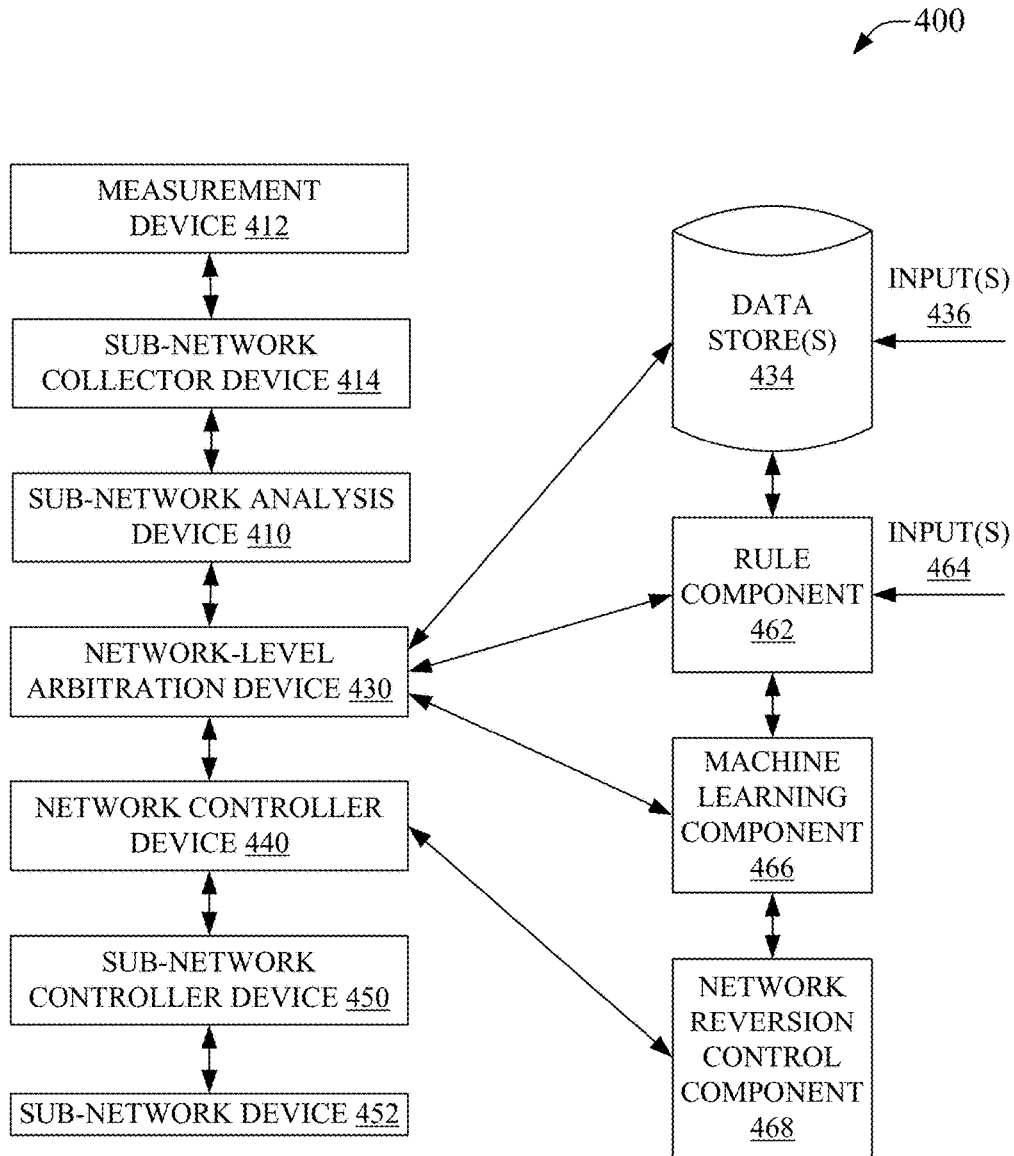 400
MEASUREMENT
DEVICE 412
SUB-NETWORK
COLLECTOR DEVICE 414
SUB-NETWORK ANALYSIS
DEVICE 410
NETWORK-LEVEL
ARBITRATION DEVICE 430
NETWORK CONTROLLER
DEVICE 440
SUB-NETWORK
CONTROLLER DEVICE 450
SUB-NETWORK DEVICE 452
DATA
STORE(S)
434
INPUT(S)
436
RULE
COMPONENT
462
INPUT(S)
464
MACHINE
LEARNING
COMPONENT
466
NETWORK
REVERSION
CONTROL
COMPONENT
468